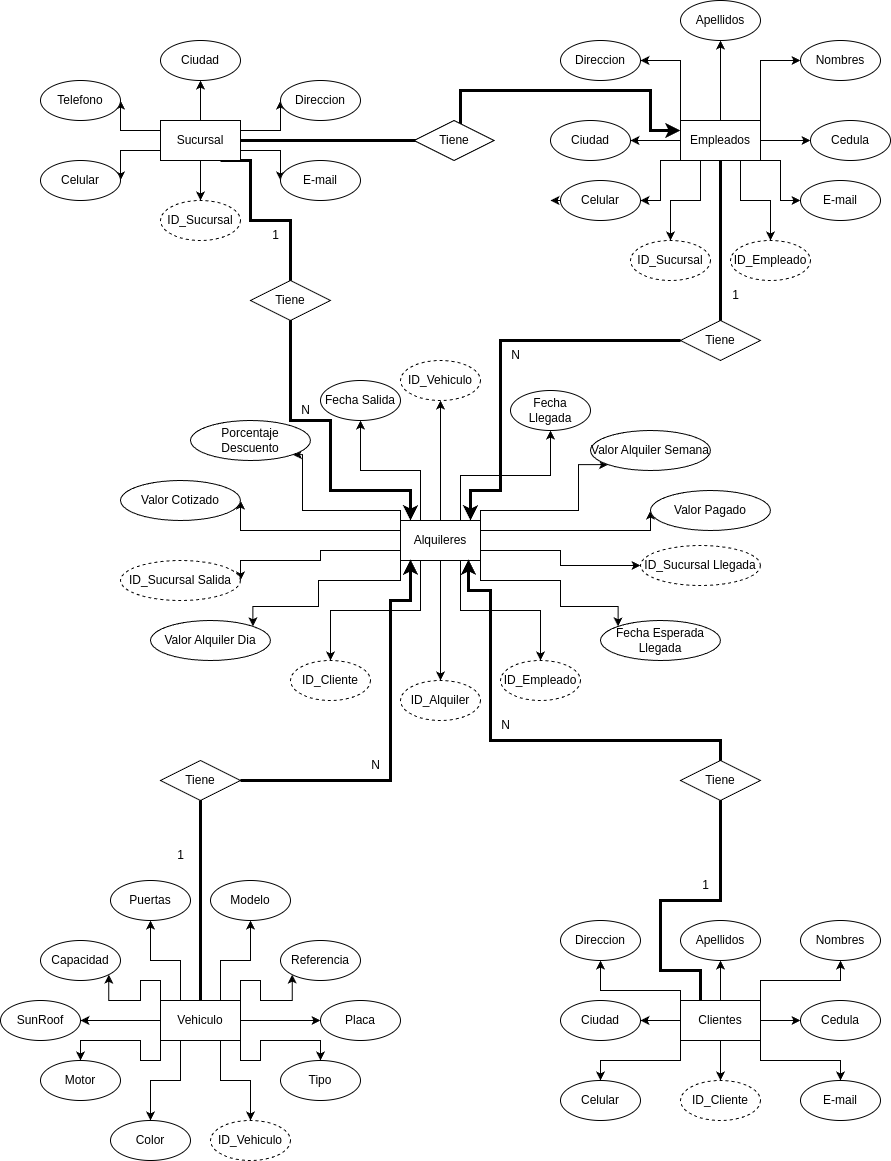 Apellidos
Ciudad
Direccion
Nombres
Telefono
Direccion
Sucursal
Tiene
Ciudad
Empleados
Cedula
Celular
E-mail
Celular
E-mail
ID_Sucursal
1
ID_Sucursal
ID_Empleado
Tiene
1
Tiene
N
ID_Vehiculo
Fecha Salida
N
Fecha
Llegada
Porcentaje
Descuento
Valor Alquiler Semana
Valor Cotizado
Valor Pagado
Alquileres
ID_Sucursal Salida
ID_Sucursal Llegada
Valor Alquiler Dia
Fecha Esperada
Llegada
ID_Cliente
ID_Alquiler
ID_Empleado
N
N
Tiene
Tiene
1
1
Puertas
Modelo
Capacidad
Referencia
Direccion
Apellidos
Nombres
SunRoof
Vehiculo
Placa
Ciudad
Clientes
Cedula
Motor
Tipo
Celular
ID_Cliente
E-mail
Color
ID_Vehiculo